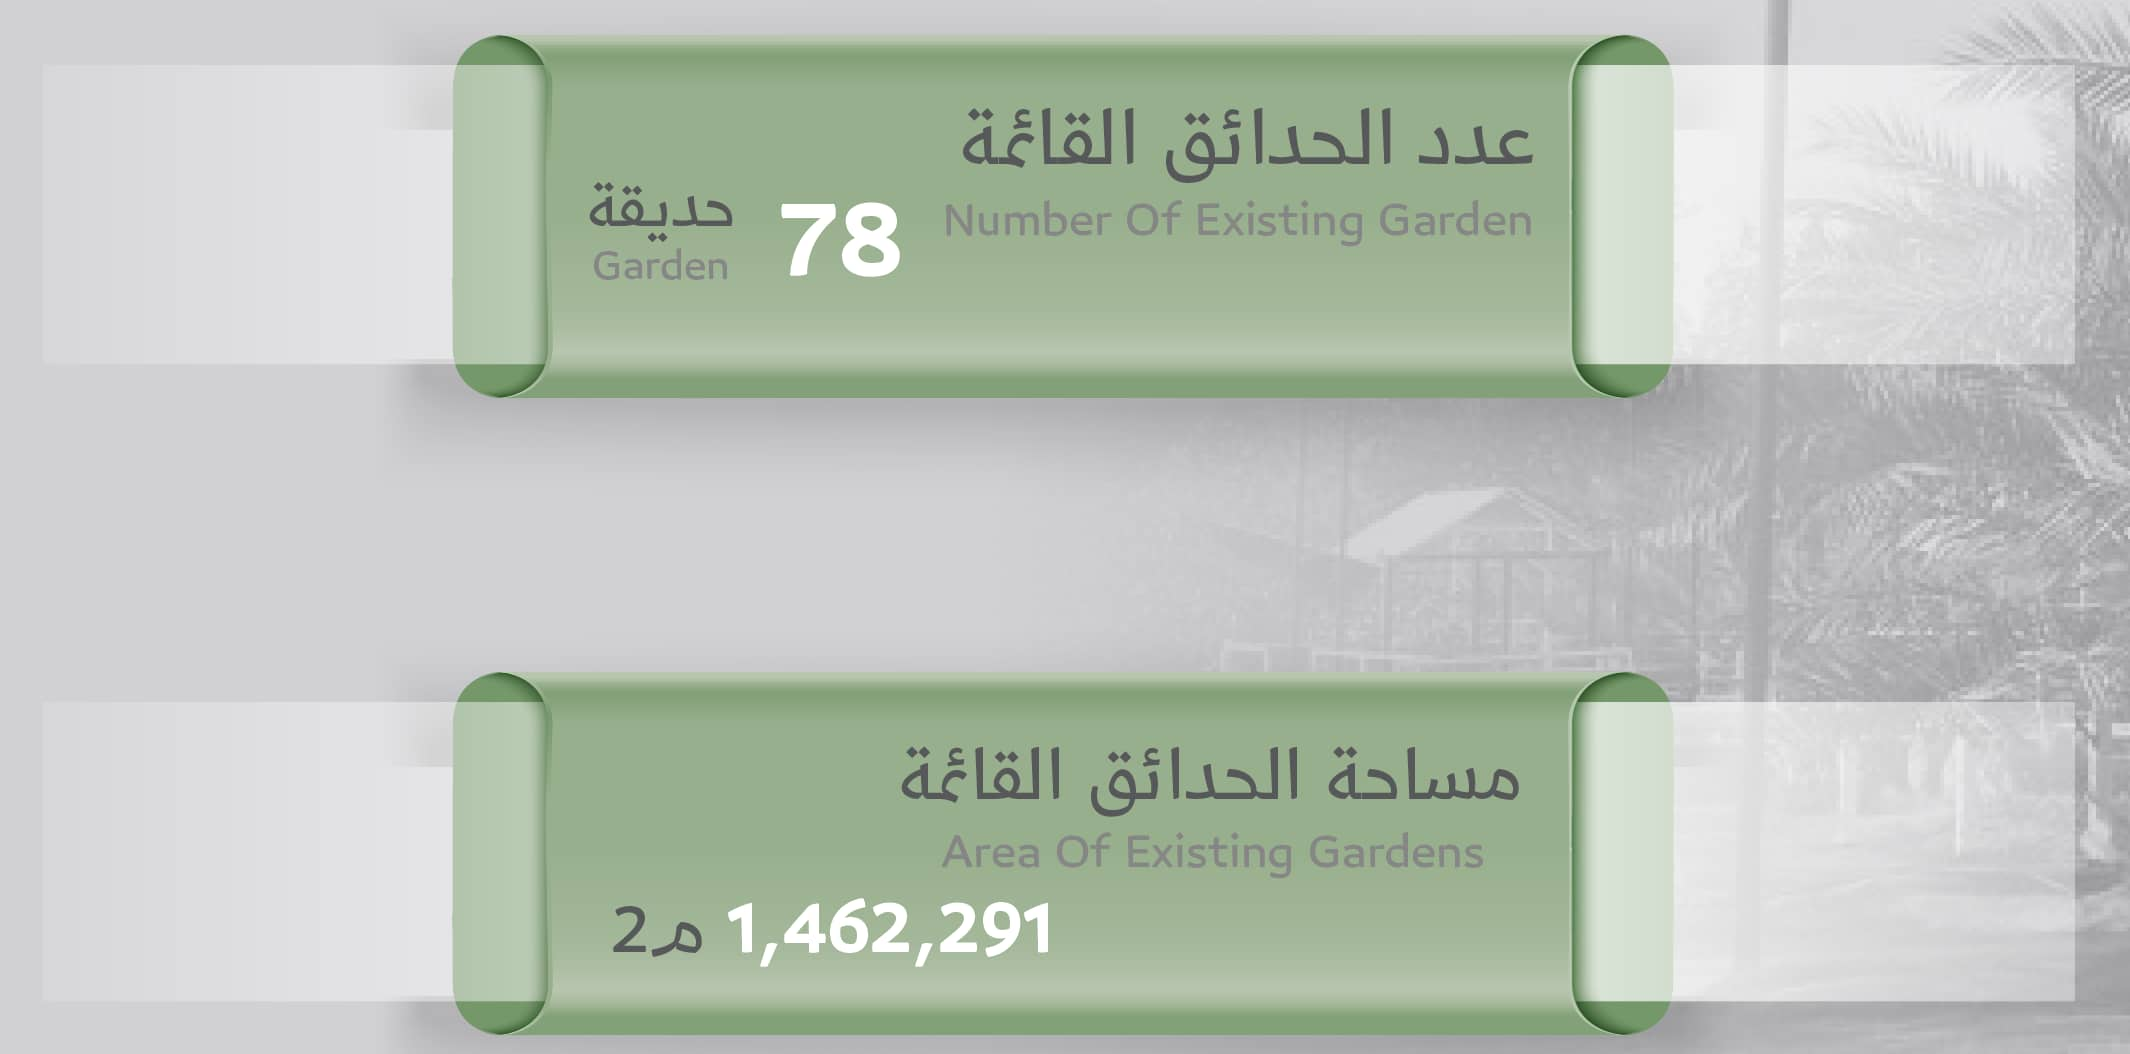 عدد الحدائق القائمة
Number Of Existing Garden
78
حديقة
Garden
مساحة الحدائق القائمة
Area Of Existing Gardens
1,462,291 م2